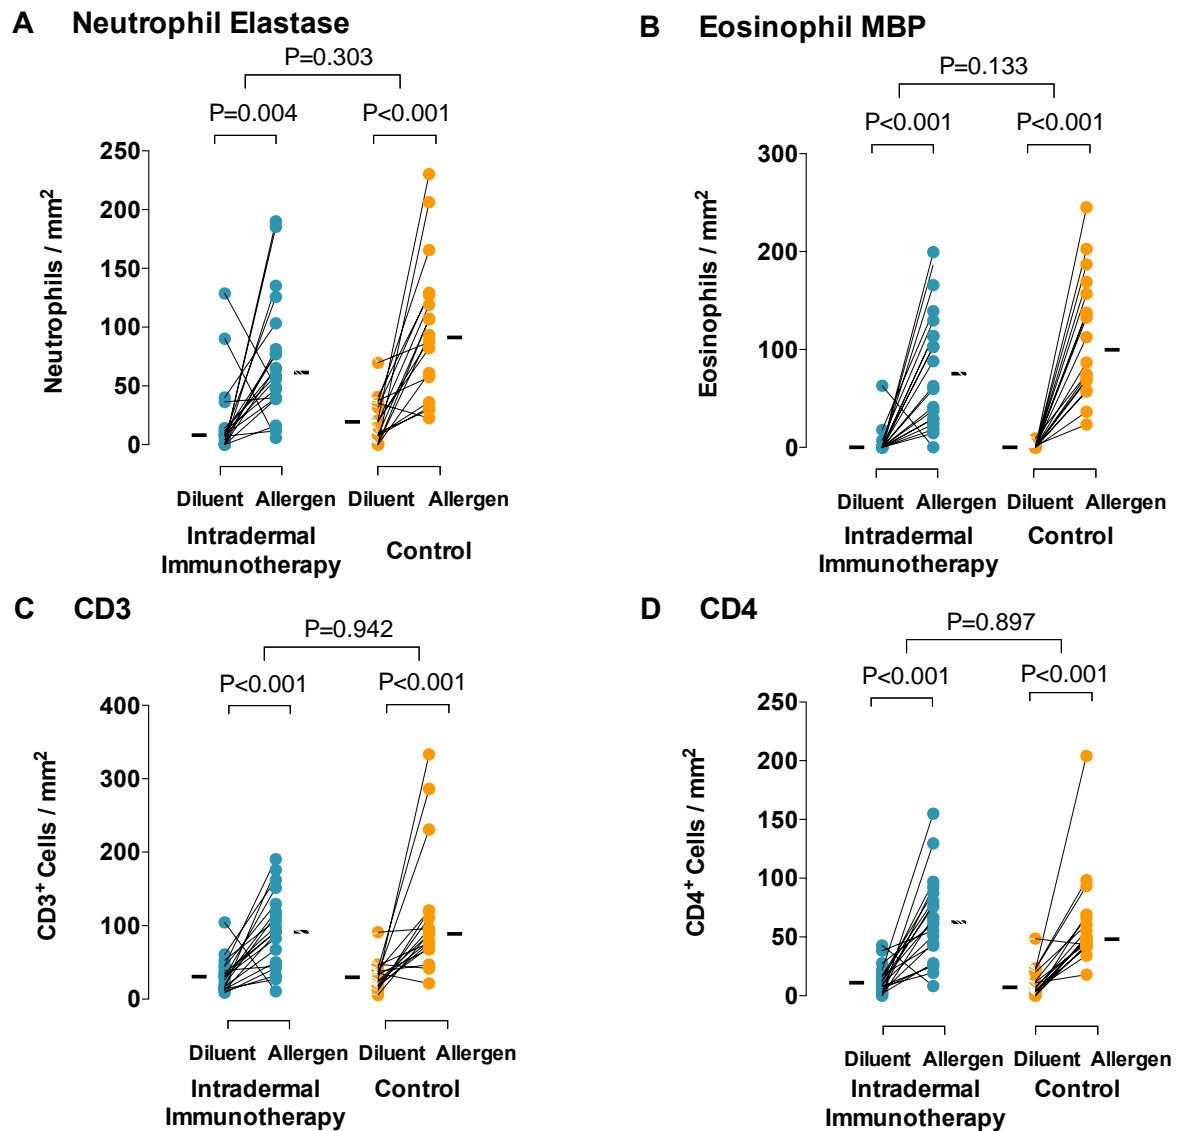 A Neutrophil Elastase
P=0.303
P=0.004 P<0.001
250
200
150
100
50
0
Neutrophils / mm²
Diluent Allergen Diluent Allergen
Intradermal
Immunotherapy
Control
B Eosinophil MBP
P=0.133
P<0.001 P<0.001
300
200
100
0
Eosinophils / mm²
Diluent Allergen Diluent Allergen
Intradermal
Immunotherapy
Control
C CD3
P=0.942
P<0.001 P<0.001
400
300
200
100
0
CD3⁺ Cells / mm²
Diluent Allergen Diluent Allergen
Intradermal
Immunotherapy
Control
D CD4
P=0.897
P<0.001 P<0.001
250
200
150
100
50
0
CD4⁺ Cells / mm²
Diluent Allergen Diluent Allergen
Intradermal
Immunotherapy
Control